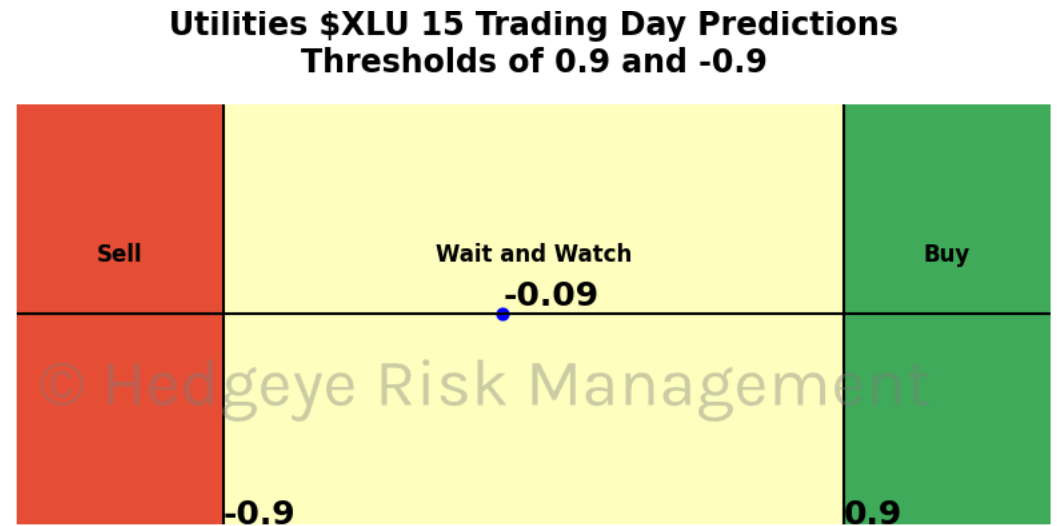 Utilities $XLU 15 Trading Day Predictions
Thresholds of 0.9 and -0.9
Sell
Wait and Watch
Buy
-0.09
© Hedgeye Risk Management
-0.9
0.9